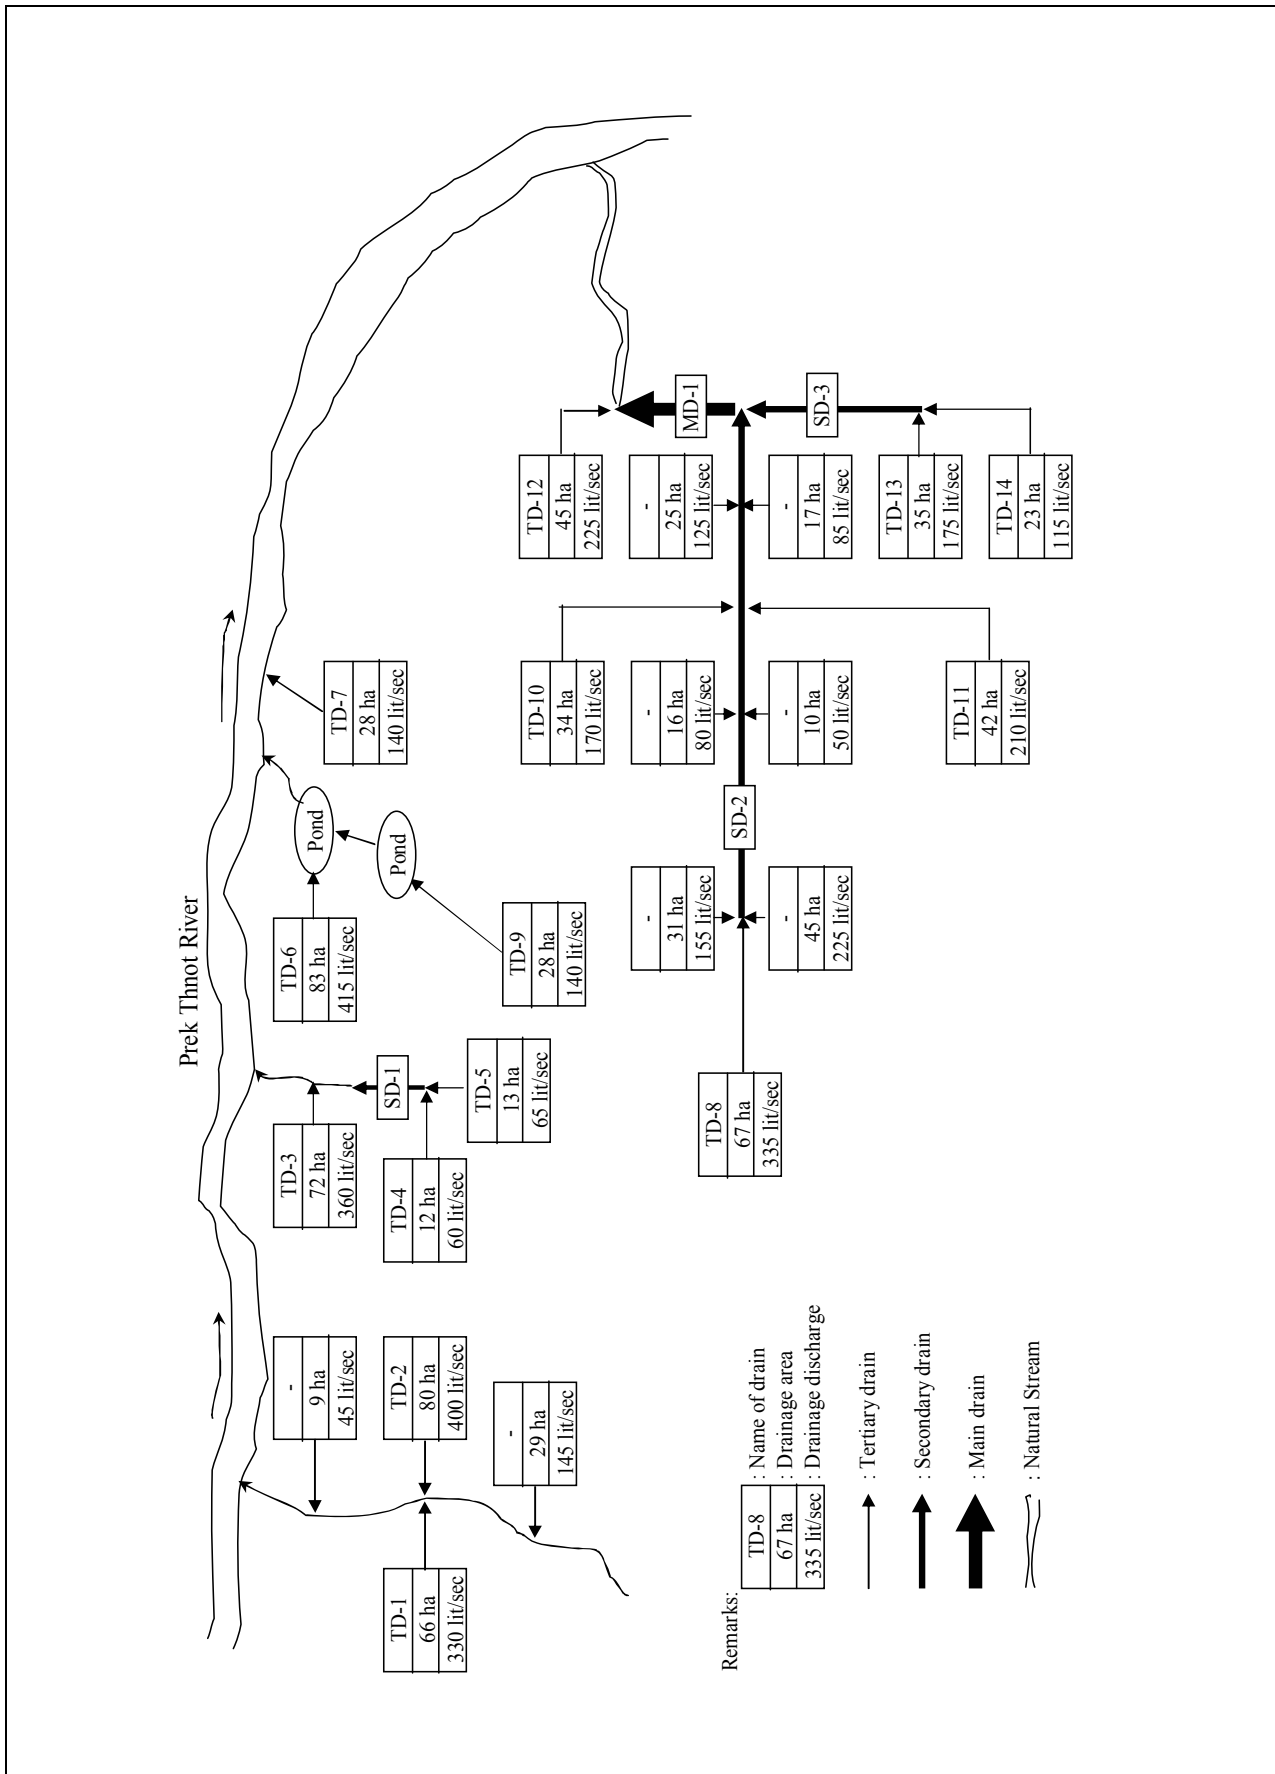 Prek Thnot River
-
9 ha
45 lit/sec
TD-1
66 ha
330 lit/sec
TD-2
80 ha
400 lit/sec
-
29 ha
145 lit/sec
TD-3
72 ha
360 lit/sec
TD-4
12 ha
60 lit/sec
SD-1
TD-5
13 ha
65 lit/sec
TD-6
83 ha
415 lit/sec
Pond
Pond
TD-9
28 ha
140 lit/sec
TD-7
28 ha
140 lit/sec
TD-8
67 ha
335 lit/sec
-
31 ha
155 lit/sec
-
45 ha
225 lit/sec
SD-2
TD-10
34 ha
170 lit/sec
-
16 ha
80 lit/sec
-
10 ha
50 lit/sec
TD-11
42 ha
210 lit/sec
TD-12
45 ha
225 lit/sec
-
25 ha
125 lit/sec
-
17 ha
85 lit/sec
TD-13
35 ha
175 lit/sec
TD-14
23 ha
115 lit/sec
MD-1
SD-3
Remarks:
TD-8 : Name of drain
67 ha : Drainage area
335 lit/sec : Drainage discharge
: Tertiary drain
: Secondary drain
: Main drain
: Natural Stream